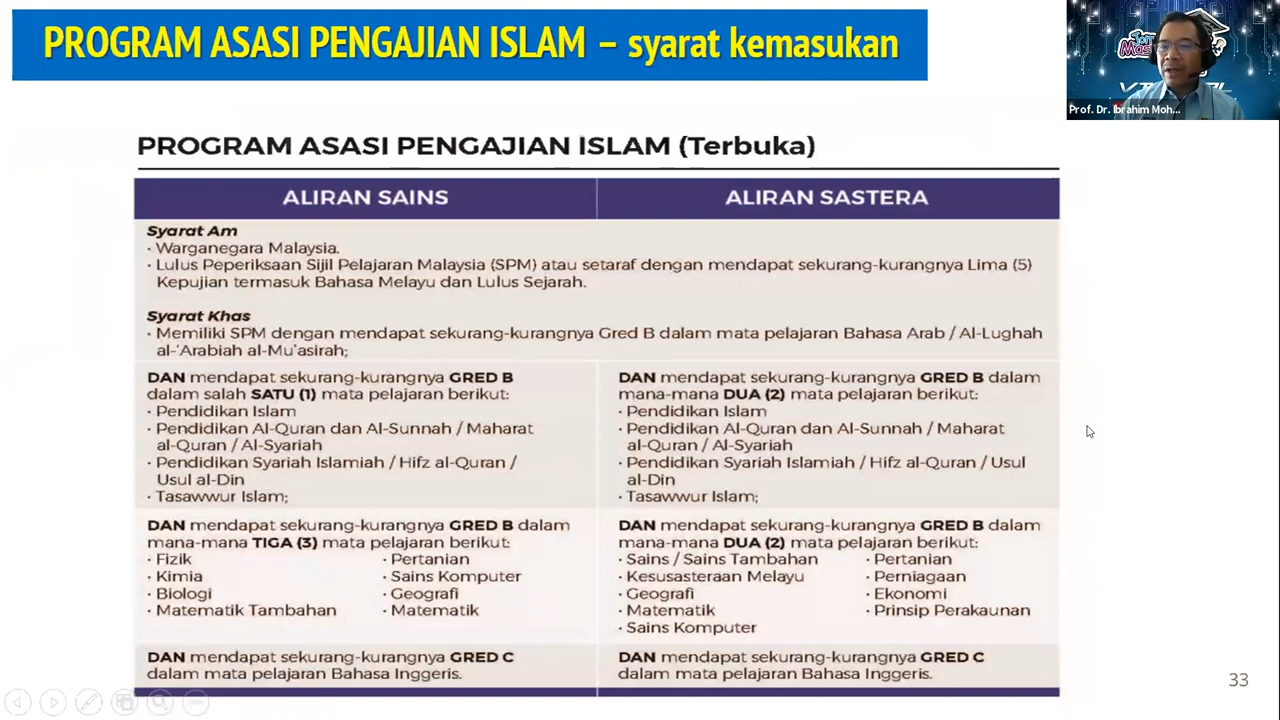 PROGRAM ASASI PENGAJIAN ISLAM – syarat kemasukan
Prof. Dr. Ibrahim Moh...
PROGRAM ASASI PENGAJIAN ISLAM (Terbuka)
ALIRAN SAINS
ALIRAN SASTERA
Syarat Am
· Warganegara Malaysia.
· Lulus Peperiksaan Sijil Pelajaran Malaysia (SPM) atau setaraf dengan mendapat sekurang-kurangnya Lima (5)
Kepujian termasuk Bahasa Melayu dan Lulus Sejarah.
Syarat Khas
· Memiliki SPM dengan mendapat sekurang-kurangnya Gred B dalam mata pelajaran Bahasa Arab / Al-Lughah
al-'Arabiah al-Mu'asirah;
DAN mendapat sekurang-kurangnya GRED B
dalam salah SATU (1) mata pelajaran berikut:
· Pendidikan Islam
· Pendidikan Al-Quran dan Al-Sunnah / Maharat
al-Quran / Al-Syariah
· Pendidikan Syariah Islamiah / Hifz al-Quran /
Usul al-Din
· Tasawwur Islam;
DAN mendapat sekurang-kurangnya GRED B dalam
mana-mana DUA (2) mata pelajaran berikut:
· Pendidikan Islam
· Pendidikan Al-Quran dan Al-Sunnah / Maharat
al-Quran / Al-Syariah
· Pendidikan Syariah Islamiah / Hifz al-Quran / Usul
al-Din
· Tasawwur Islam;
DAN mendapat sekurang-kurangnya GRED B dalam
mana-mana TIGA (3) mata pelajaran berikut:
· Fizik
· Kimia
· Biologi
· Matematik Tambahan
· Pertanian
· Sains Komputer
· Geografi
· Matematik
DAN mendapat sekurang-kurangnya GRED B dalam
mana-mana DUA (2) mata pelajaran berikut:
· Sains / Sains Tambahan
· Kesusasteraan Melayu
· Geografi
· Matematik
· Sains Komputer
· Pertanian
· Perniagaan
· Ekonomi
· Prinsip Perakaunan
DAN mendapat sekurang-kurangnya GRED C
dalam mata pelajaran Bahasa Inggeris.
DAN mendapat sekurang-kurangnya GRED C
dalam mata pelajaran Bahasa Inggeris.
33